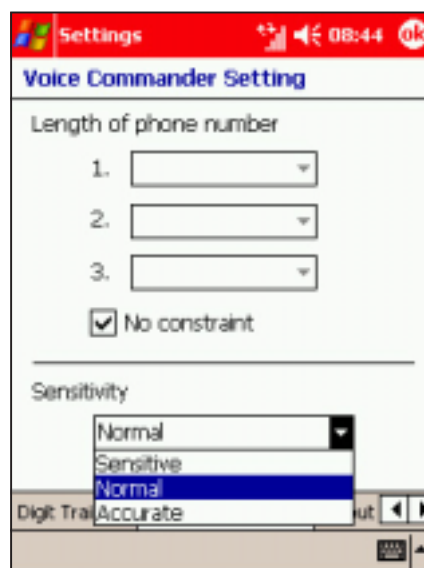 Settings 08:44 ok
Voice Commander Setting
Length of phone number
1.
2.
3.
No constraint
Sensitivity
Normal
Sensitive
Normal
Digit Trai Accurate out